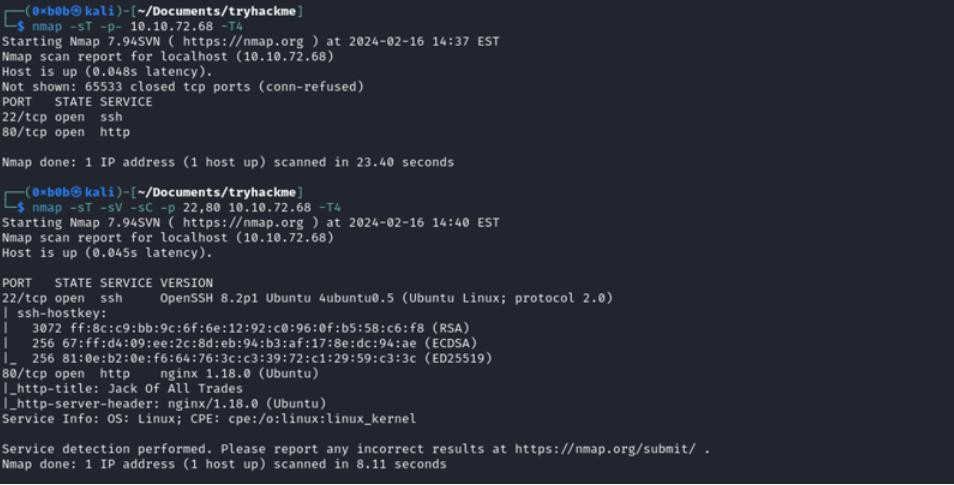 ┌──(0×b0b㉿kali)-[~/Documents/tryhackme]
└─$ nmap -sT -p- 10.10.72.68 -T4
Starting Nmap 7.94SVN ( https://nmap.org ) at 2024-02-16 14:37 EST
Nmap scan report for localhost (10.10.72.68)
Host is up (0.048s latency).
Not shown: 65533 closed tcp ports (conn-refused)
PORT   STATE SERVICE
22/tcp open  ssh
80/tcp open  http
Nmap done: 1 IP address (1 host up) scanned in 23.40 seconds
┌──(0×b0b㉿kali)-[~/Documents/tryhackme]
└─$ nmap -sT -sV -sC -p 22,80 10.10.72.68 -T4
Starting Nmap 7.94SVN ( https://nmap.org ) at 2024-02-16 14:40 EST
Nmap scan report for localhost (10.10.72.68)
Host is up (0.045s latency).
PORT   STATE SERVICE VERSION
22/tcp open  ssh     OpenSSH 8.2p1 Ubuntu 4ubuntu0.5 (Ubuntu Linux; protocol 2.0)
| ssh-hostkey:
|   3072 ff:8c:c9:bb:9c:6f:6e:12:92:c0:96:0f:b5:58:c6:f8 (RSA)
|   256 67:ff:d4:09:ee:2c:8d:eb:94:b3:af:17:8e:dc:94:ae (ECDSA)
|_  256 81:0e:b2:0e:f6:64:76:3c:c3:39:72:c1:29:59:c3:3c (ED25519)
80/tcp open  http    nginx 1.18.0 (Ubuntu)
|_http-title: Jack Of All Trades
|_http-server-header: nginx/1.18.0 (Ubuntu)
Service Info: OS: Linux; CPE: cpe:/o:linux:linux_kernel
Service detection performed. Please report any incorrect results at https://nmap.org/submit/ .
Nmap done: 1 IP address (1 host up) scanned in 8.11 seconds